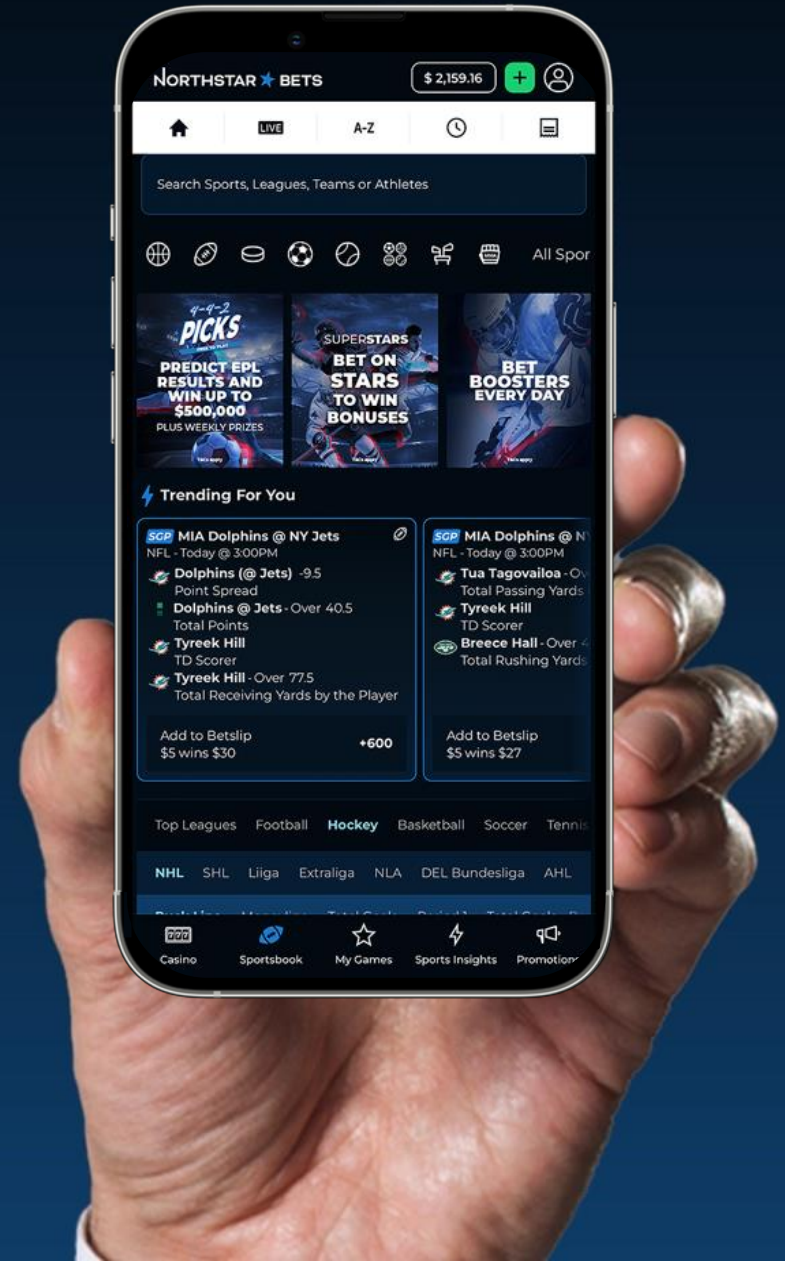 NORTHSTAR BETS
$ 2,159.16
+
LIVE
A-Z
Search Sports, Leagues, Teams or Athletes
All Spor
4-4-2
PICKS
PREDICT EPL
RESULTS AND
WIN UP TO
$500,000
PLUS WEEKLY PRIZES
SUPERSTARS
BET ON
STARS
TO WIN
BONUSES
BET
BOOSTERS
EVERY DAY
Trending For You
SGP MIA Dolphins @ NY Jets
NFL - Today @ 3:00PM
Dolphins (@ Jets) -9.5
Point Spread
Dolphins @ Jets - Over 40.5
Total Points
Tyreek Hill
TD Scorer
Tyreek Hill - Over 77.5
Total Receiving Yards by the Player
Add to Betslip
$5 wins $30
+600
SGP MIA Dolphins @ N
NFL - Today @ 3:00PM
Tua Tagovailoa - Ov
Total Passing Yards
Tyreek Hill
TD Scorer
Breece Hall - Over 4
Total Rushing Yards
Add to Betslip
$5 wins $27
Top Leagues Football Hockey Basketball Soccer Tennis
NHL SHL Liiga Extraliga NLA DEL Bundesliga AHL
777
Casino Sportsbook My Games Sports Insights Promotions